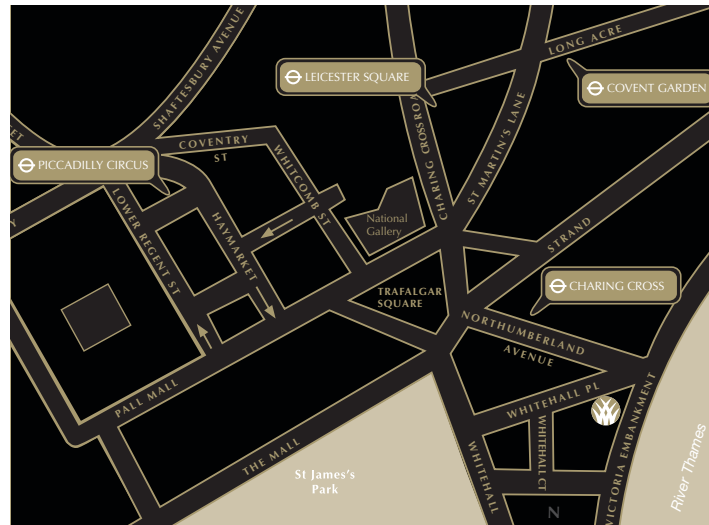 SHAFTESBURY AVENUE
LONG ACRE
LEICESTER SQUARE
COVENT GARDEN
COVENTRY
ST
PICCADILLY CIRCUS
WHITCOMB ST
CHARING CROSS RO
ST MARTIN'S LANE
LOWER REGENT ST
HAYMARKET
National
Gallery
STRAND
CHARING CROSS
TRAFALGAR
SQUARE
NORTHUMBERLAND
AVENUE
PALL MALL
WHITEHALL PL
THE MALL
WHITEHALL
WHITEHALL CT
VICTORIA EMBANKMENT
River Thames
St James's
Park
N